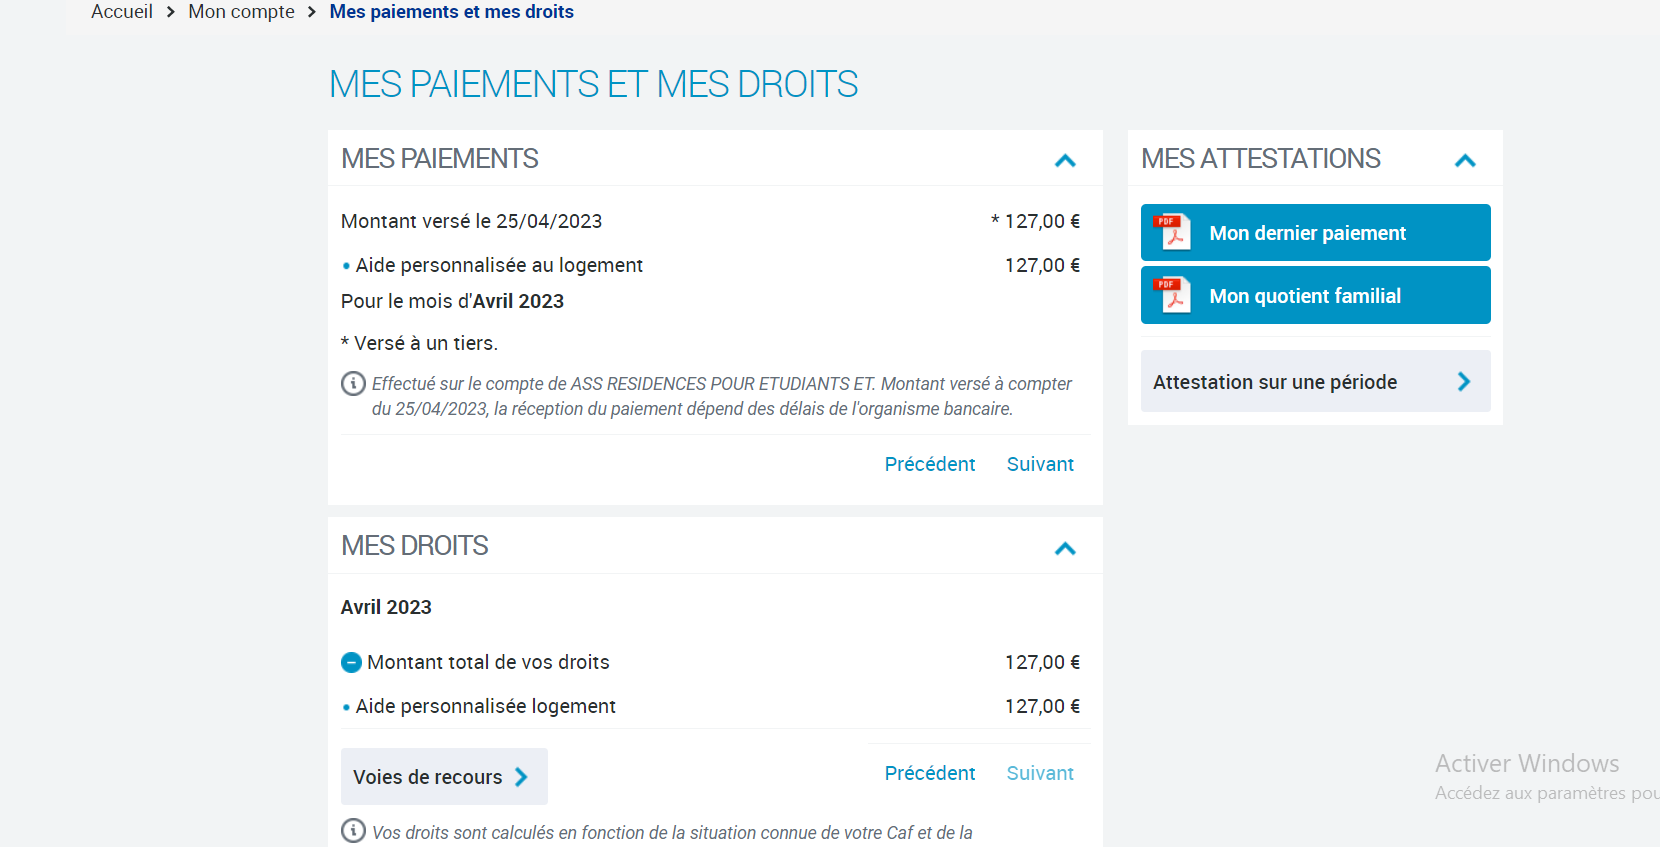 Accueil > Mon compte > Mes paiements et mes droits
MES PAIEMENTS ET MES DROITS
MES PAIEMENTS
Montant versé le 25/04/2023 * 127,00 €
• Aide personnalisée au logement 127,00 €
Pour le mois d'Avril 2023
* Versé à un tiers.
Effectué sur le compte de ASS RESIDENCES POUR ETUDIANTS ET. Montant versé à compter
du 25/04/2023, la réception du paiement dépend des délais de l'organisme bancaire.
Précédent Suivant
MES DROITS
Avril 2023
Montant total de vos droits 127,00 €
• Aide personnalisée logement 127,00 €
Voies de recours
Précédent Suivant
Vos droits sont calculés en fonction de la situation connue de votre Caf et de la
MES ATTESTATIONS
PDF Mon dernier paiement
PDF Mon quotient familial
Attestation sur une période
Activer Windows
Accédez aux paramètres pou